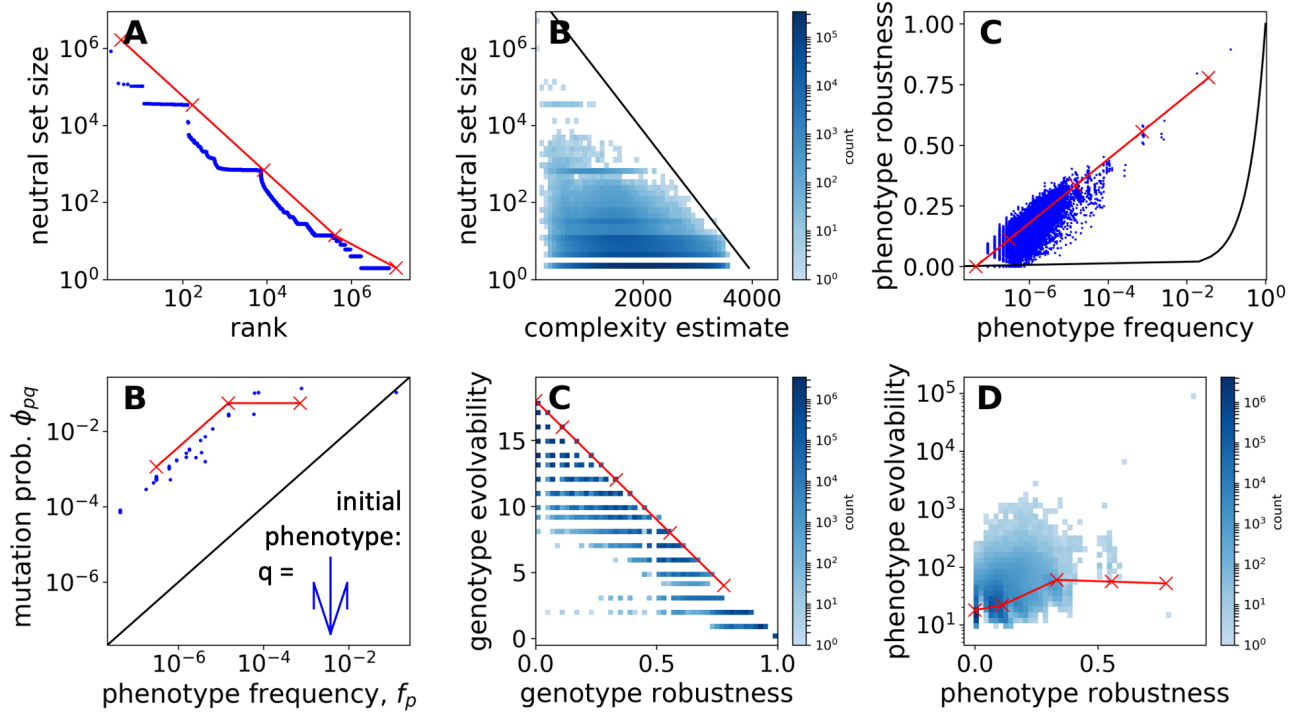 A
neutral set size
10^6
10^4
10^2
10^0
10^2
10^4
10^6
rank
B
neutral set size
10^6
10^4
10^2
10^0
2000
4000
complexity estimate
10^5
10^4
10^3
10^2
10^1
10^0
count
C
phenotype robustness
1.00
0.75
0.50
0.25
0.00
10^−6
10^−4
10^−2
10^0
phenotype frequency
B
mutation prob. ϕ_pq
10^−2
10^−4
10^−6
initial
phenotype:
q =
10^−6
10^−4
10^−2
phenotype frequency, f_p
C
genotype evolvability
15
10
5
0
0.0
0.5
1.0
genotype robustness
10^6
10^5
10^4
10^3
10^2
10^1
10^0
count
D
phenotype evolvability
10^5
10^4
10^3
10^2
10^1
0.0
0.5
phenotype robustness
10^6
10^5
10^4
10^3
10^2
10^1
10^0
count